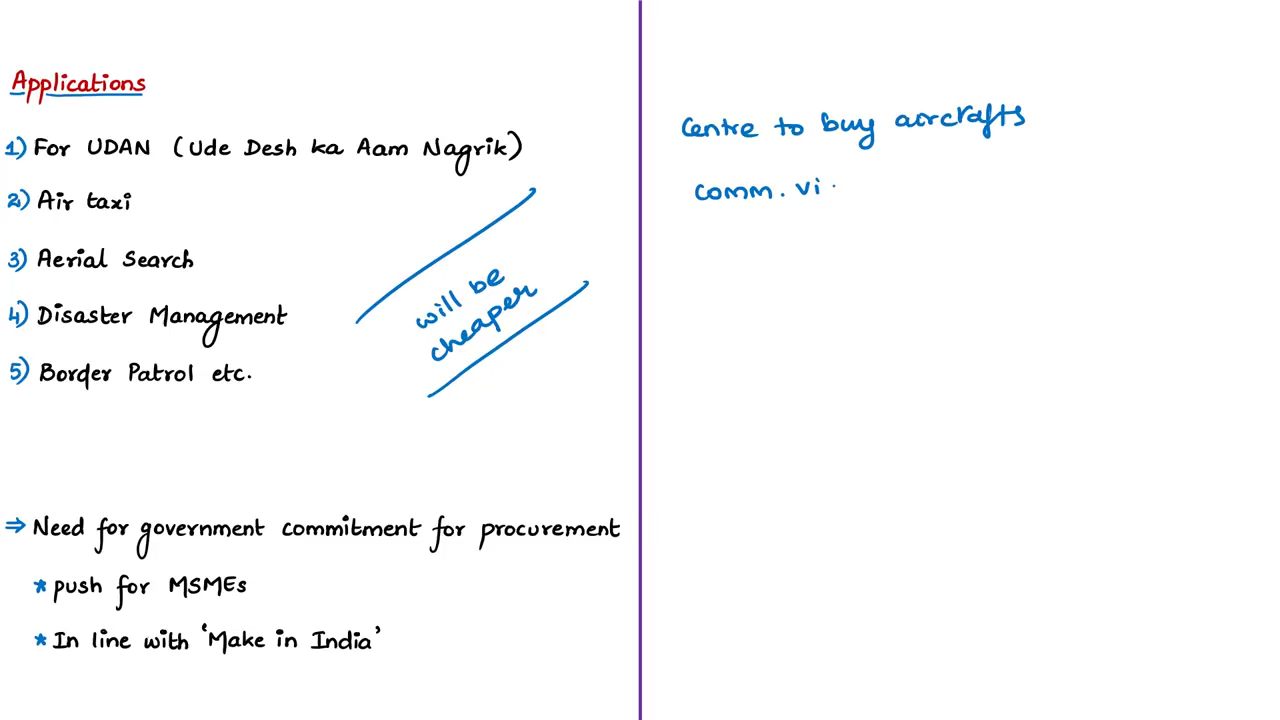 Applications
1) For UDAN (Ude Desh ka Aam Nagrik)
2) Air taxi
3) Aerial Search
4) Disaster Management
5) Border Patrol etc.
will be
cheaper
⇒ Need for government commitment for procurement
* push for MSMEs
* In line with 'Make in India'
Centre to buy aircrafts
comm. vi